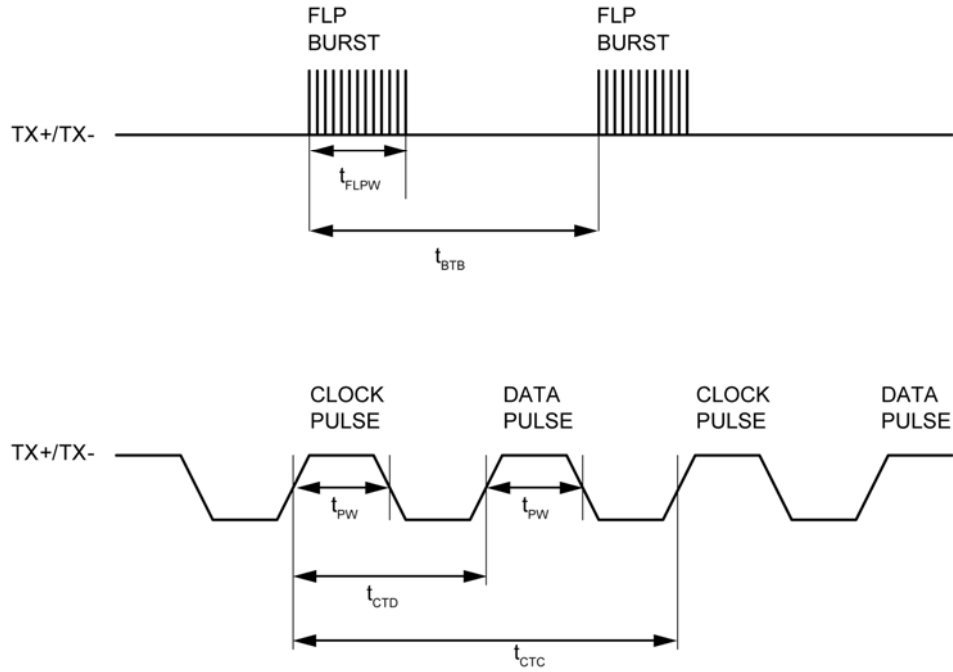 FLP
BURST
FLP
BURST
TX+/TX-
tFLPW
tBTB
CLOCK
PULSE
DATA
PULSE
CLOCK
PULSE
DATA
PULSE
TX+/TX-
tPW
tPW
tCTD
tCTC